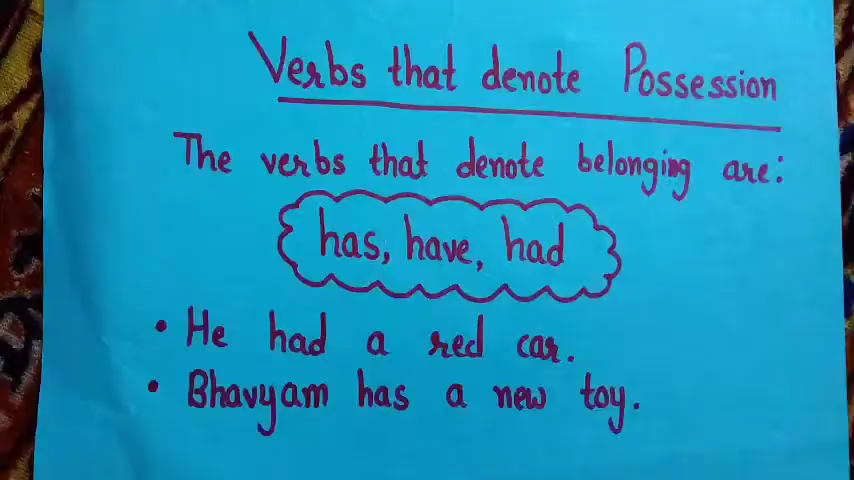 Verbs that denote Possession
The verbs that denote belonging are:
has, have, had
• He had a red car.
• Bhavyam has a new toy.